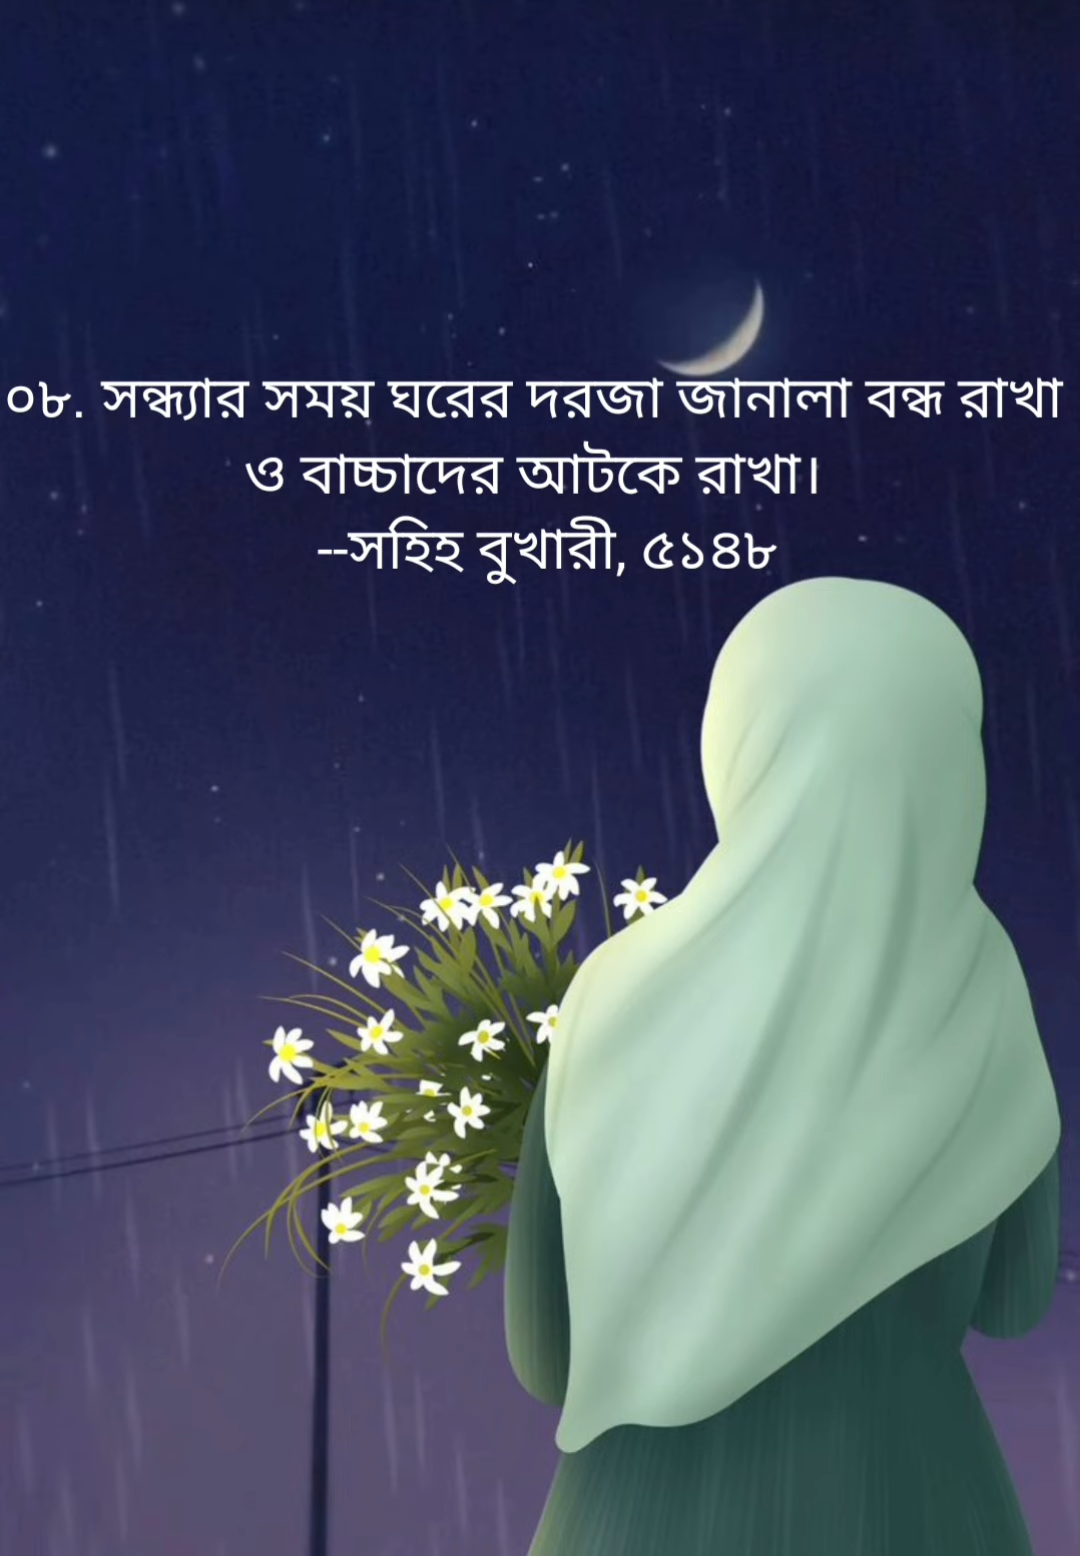 ০৮. সন্ধ্যার সময় ঘরের দরজা জানালা বন্ধ রাখা
ও বাচ্চাদের আটকে রাখা।
--সহিহ বুখারী, ৫১৪৮